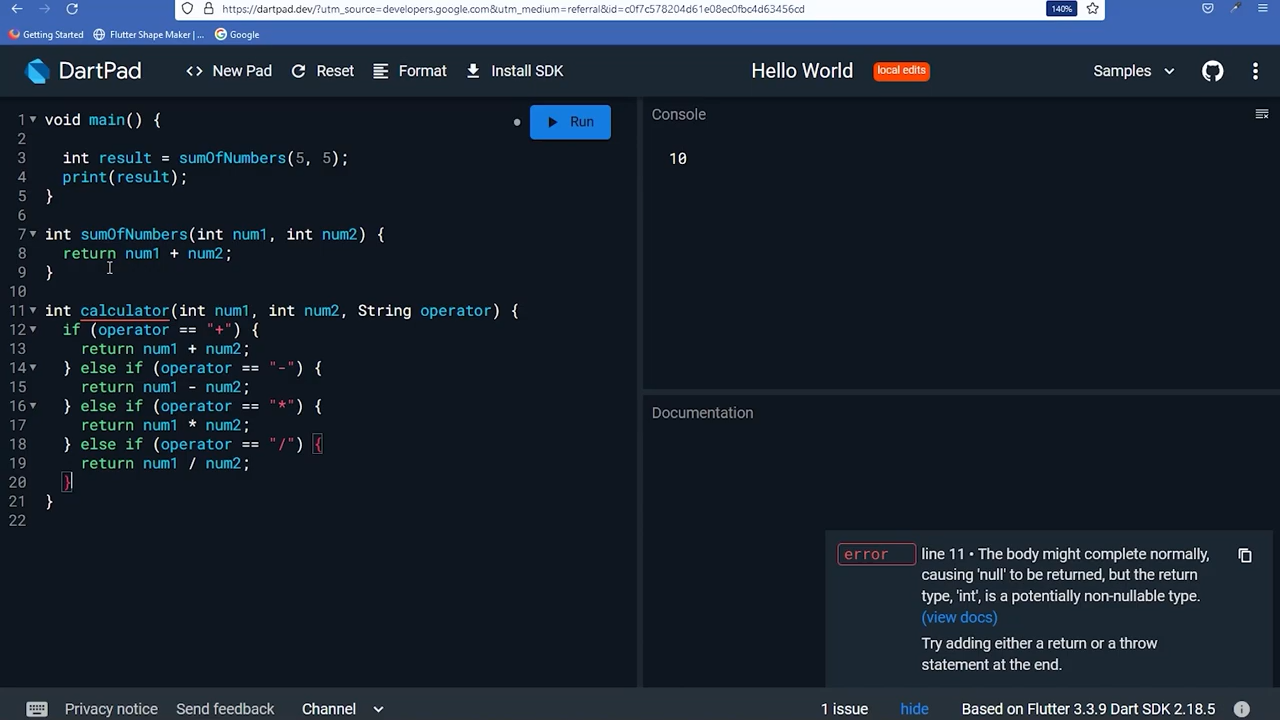 https://dartpad.dev/?utm_source=developers.google.com&utm_medium=referral&id=c0f7c578204d61e08ec0fbc4d63456cd
140%
Getting Started
Flutter Shape Maker | ...
Google
DartPad
<> New Pad
Reset
Format
Install SDK
Hello World
local edits
Samples
1 void main() {
2
3 int result = sumOfNumbers(5, 5);
4 print(result);
5 }
6
7 int sumOfNumbers(int num1, int num2) {
8 return num1 + num2;
9 }
10
11 int calculator(int num1, int num2, String operator) {
12 if (operator == "+") {
13 return num1 + num2;
14 } else if (operator == "-") {
15 return num1 - num2;
16 } else if (operator == "*") {
17 return num1 * num2;
18 } else if (operator == "/") {
19 return num1 / num2;
20 }
21 }
22
Run
Console
10
Documentation
error
line 11 • The body might complete normally,
causing 'null' to be returned, but the return
type, 'int', is a potentially non-nullable type.
(view docs)
Try adding either a return or a throw
statement at the end.
Privacy notice
Send feedback
Channel
1 issue
hide
Based on Flutter 3.3.9 Dart SDK 2.18.5